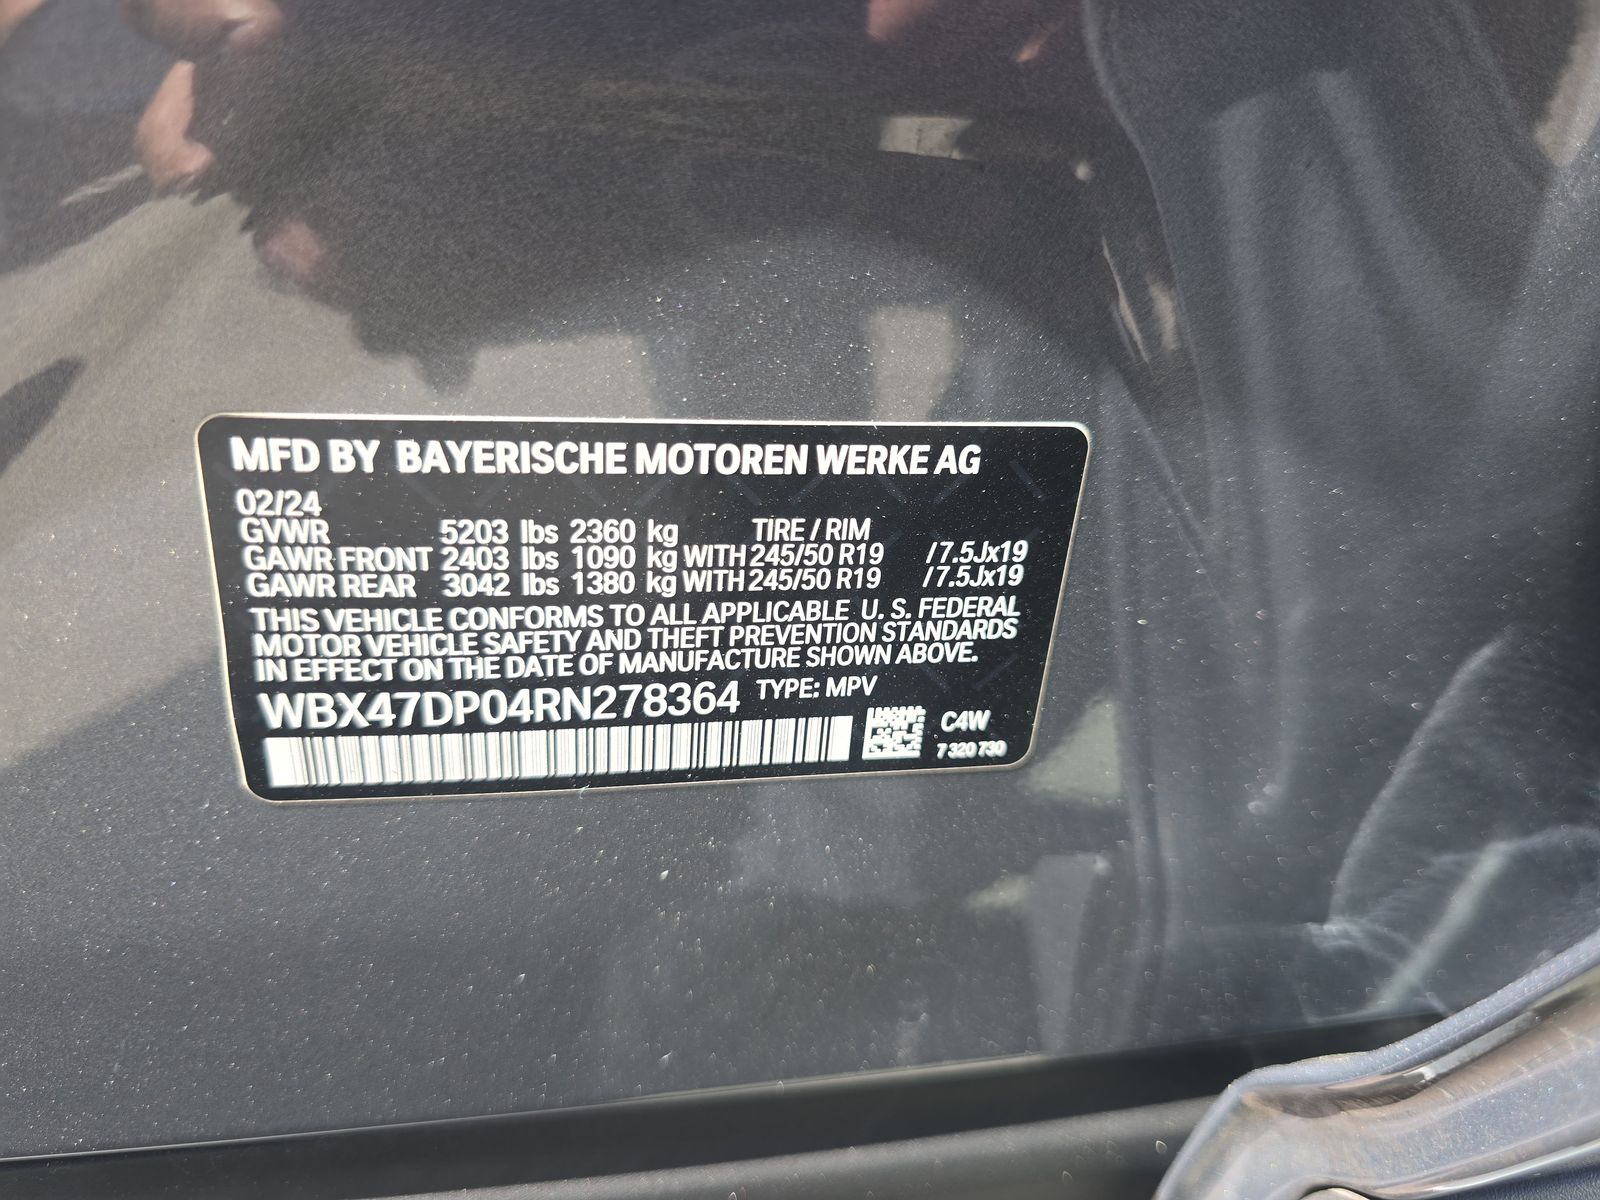 MFD BY BAYERISCHE MOTOREN WERKE AG
02/24
GVWR 5203 lbs 2360 kg TIRE / RIM
GAWR FRONT 2403 lbs 1090 kg WITH 245/50 R19 / 7.5Jx19
GAWR REAR 3042 lbs 1380 kg WITH 245/50 R19 / 7.5Jx19
THIS VEHICLE CONFORMS TO ALL APPLICABLE U. S. FEDERAL
MOTOR VEHICLE SAFETY AND THEFT PREVENTION STANDARDS
IN EFFECT ON THE DATE OF MANUFACTURE SHOWN ABOVE.
WBX47DP04RN278364 TYPE: MPV
C4W
7 320 730